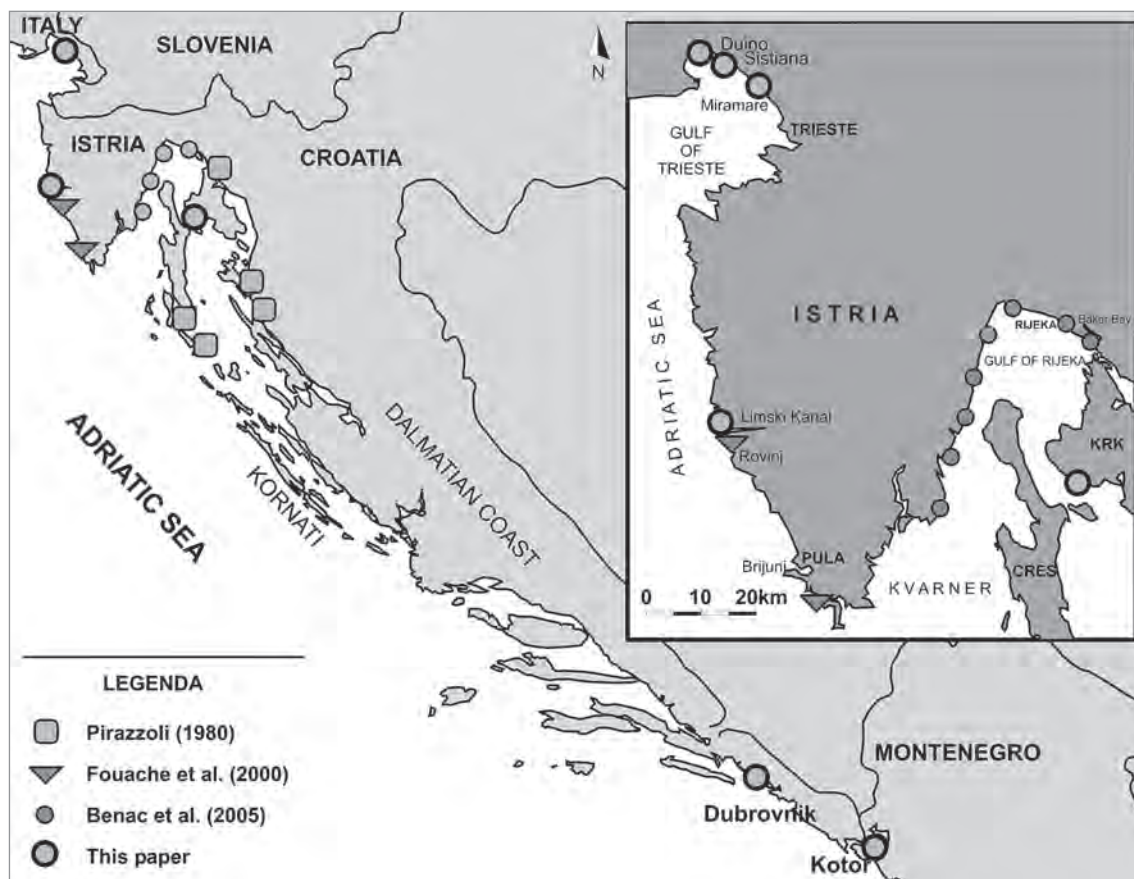 ITALY
SLOVENIA
N
ISTRIA
CROATIA
ADRIATIC SEA
KORNATI
DALMATIAN COAST
MONTENEGRO
Dubrovnik
Kotor
LEGENDA
Pirazzoli (1980)
Fouache et al. (2000)
Benac et al. (2005)
This paper
Duino
Sistiana
Miramare
TRIESTE
GULF
OF
TRIESTE
ADRIATIC SEA
ISTRIA
RIJEKA
Bakar Bay
GULF OF RIJEKA
Limski Kanal
Rovinj
KRK
PULA
Brijuni
KVARNER
CRES
0 10 20km